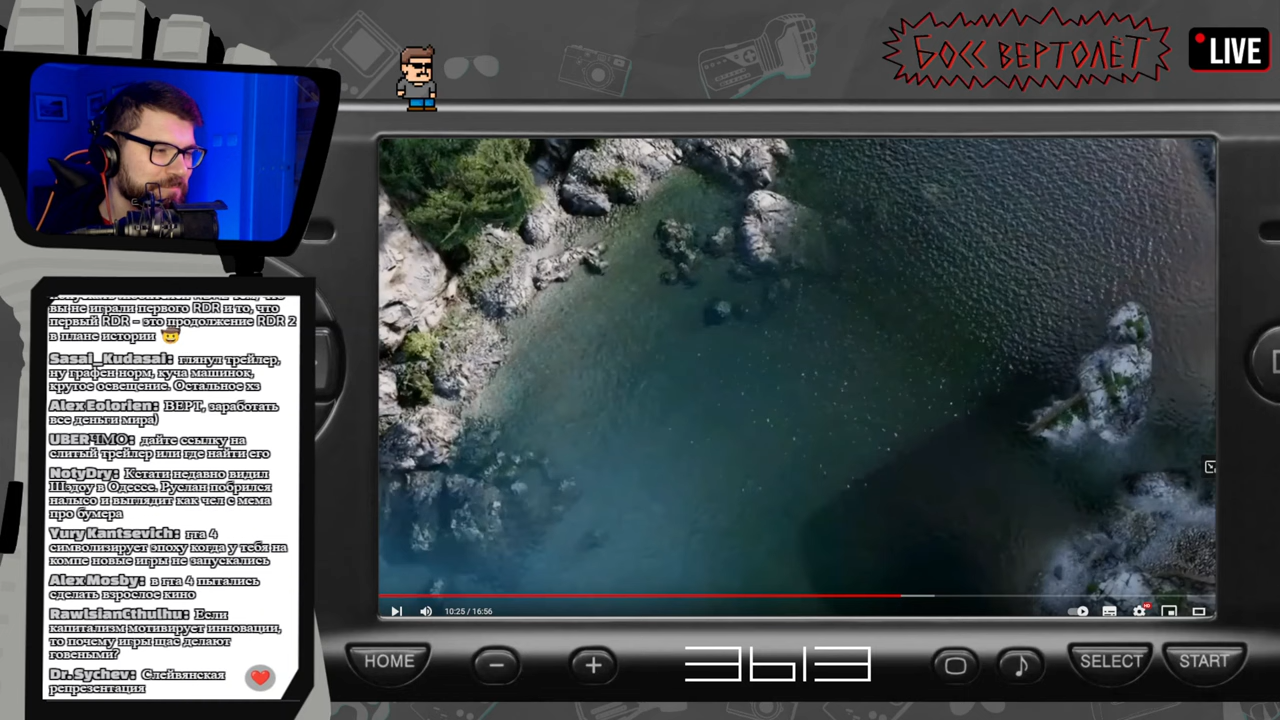 БОСС ВЕРТОЛЁТ
LIVE
вы не играли первого RDR и то, что
первый RDR - это продолжение RDR 2
в плане истории 🤠
Sasai_Kudasai: глянул трейлер,
ну графен норм, куча машинок,
крутое освещение. Остальное хз
AlexEolorien: ВЕРТ, заработать
все деньги мира)
UBERЧМО: дайте ссылку на
слитый трейлер или где найти его
NotyDry: Кстати недавно видил
Шэдоу в Одессе. Руслан побрился
налысо и выглядит как чел с мема
про бумера
YuryKantsevich: гта 4
символизирует эпоху когда у тебя на
компе новые игры не запускались
AlexMosby: в гта 4 пытались
сделать взрослое кино
RawIsianCthulhu: Если
капитализм мотивирует инновации,
то почему игры щас делают
говеными?
Dr.Sychev: Слейвянская
репрезентация
10:25 / 16:56
HD
HOME
3613
SELECT
START